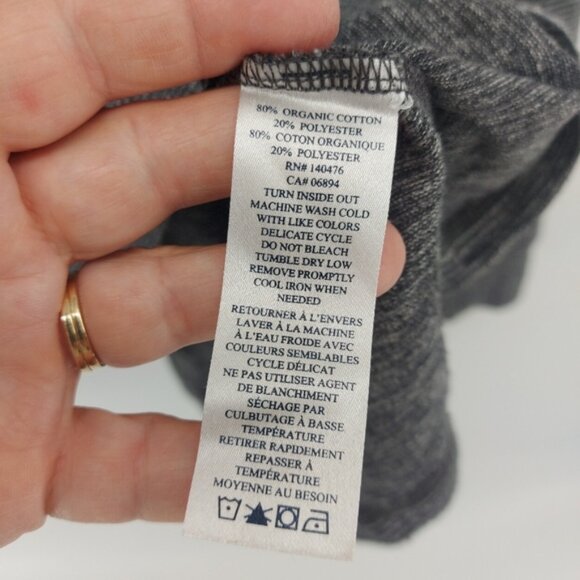 80% ORGANIC COTTON
20% POLYESTER
80% COTON ORGANIQUE
20% POLYESTER
RN# 140476
CA# 06894
TURN INSIDE OUT
MACHINE WASH COLD
WITH LIKE COLORS
DELICATE CYCLE
DO NOT BLEACH
TUMBLE DRY LOW
REMOVE PROMPTLY
COOL IRON WHEN
NEEDED
RETOURNER À L'ENVERS
LAVER À LA MACHINE
À L'EAU FROIDE AVEC
COULEURS SEMBLABLES
CYCLE DÉLICAT
NE PAS UTILISER AGENT
DE BLANCHIMENT
SÉCHAGE PAR
CULBUTAGE À BASSE
TEMPÉRATURE
RETIRER RAPIDEMENT
REPASSER À
TEMPÉRATURE
MOYENNE AU BESOIN